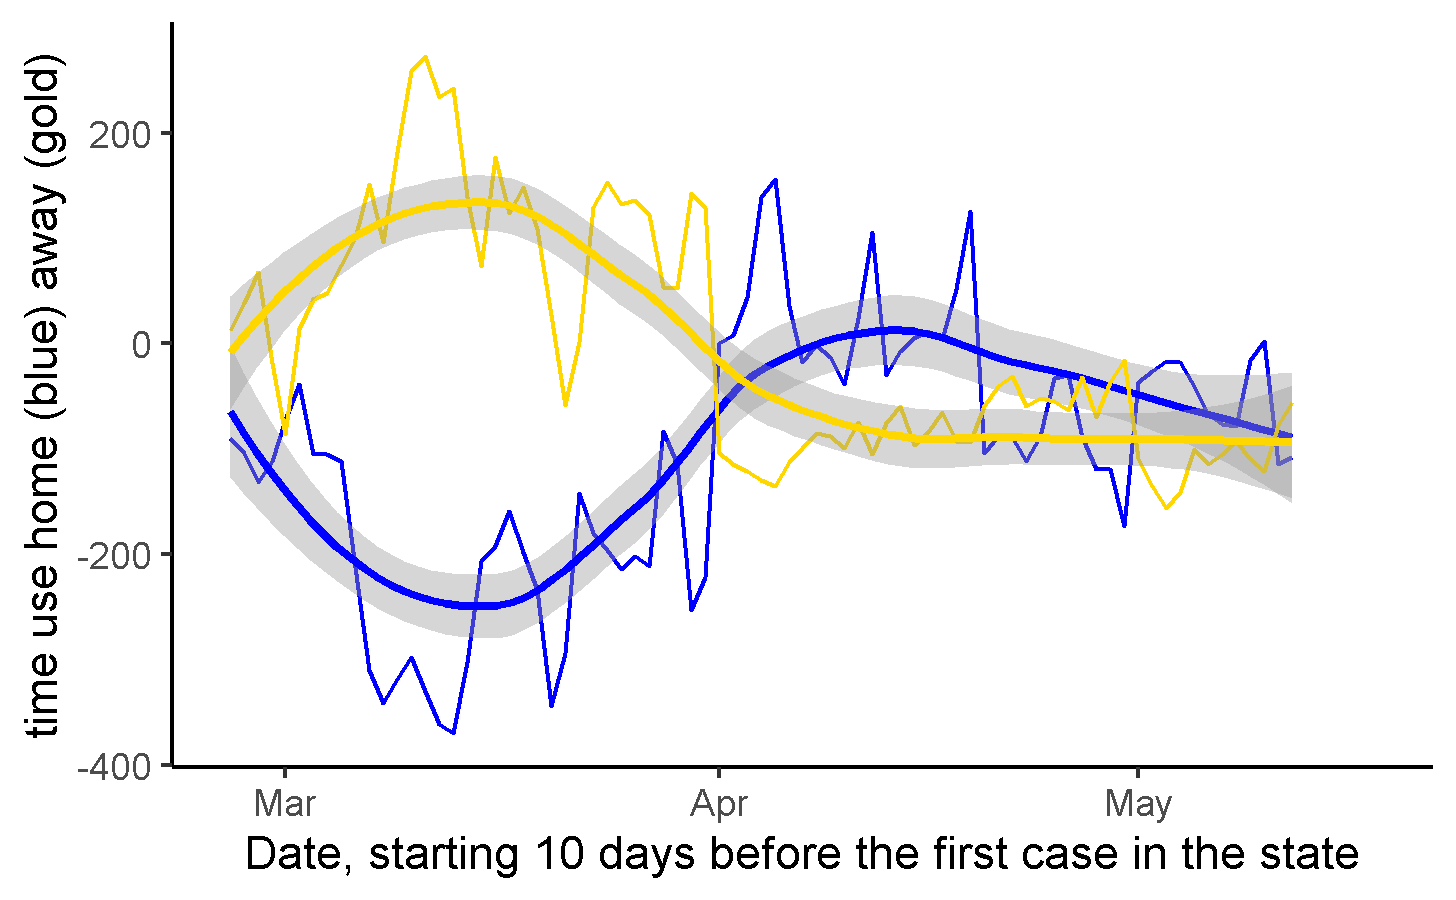 time use home (blue) away (gold)
200
0
-200
-400
Mar Apr May
Date, starting 10 days before the first case in the state